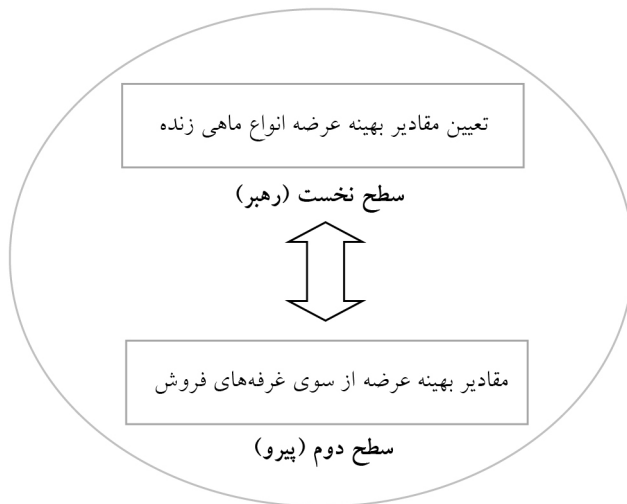 تعیین مقادیر بهینه عرضه انواع ماهی زنده
سطح نخست (رهبر)
مقادیر بهینه عرضه از سوی غرفه‌های فروش
سطح دوم (پیرو)